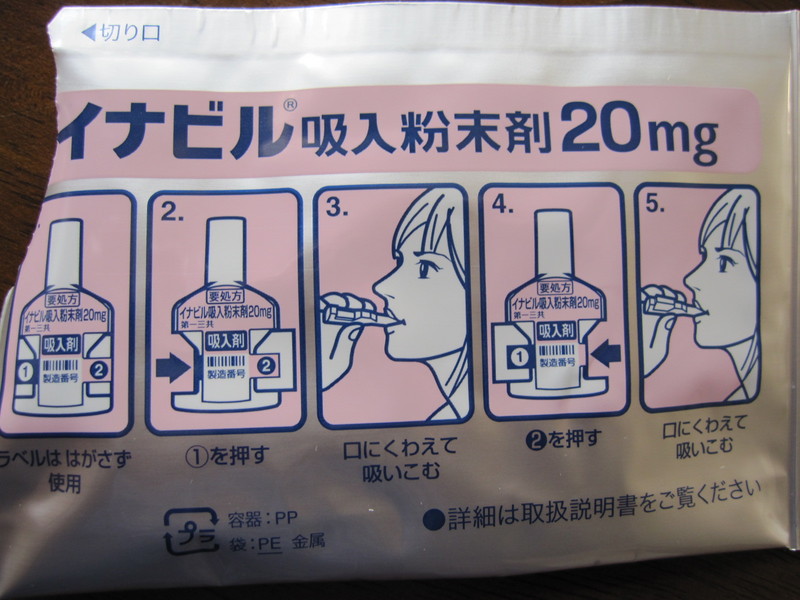 ◀切り口
イナビル® 吸入粉末剤20mg
2.
3.
4.
5.
要処方
イナビル吸入粉末剤20mg
第一三共
吸入剤
製造番号
① ❷
要処方
イナビル吸入粉末剤20mg
第一三共
吸入剤
製造番号
❷
要処方
イナビル吸入粉末剤20mg
第一三共
吸入剤
製造番号
❶
ラベルは はがさず
使用
①を押す
口にくわえて
吸いこむ
❷を押す
口にくわえて
吸いこむ
プラ
容器:PP
袋:PE 金属
●詳細は取扱説明書をご覧ください